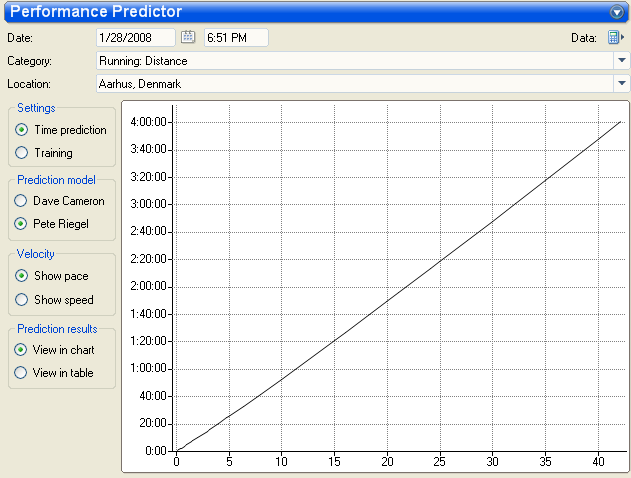 Performance Predictor
Date: 1/28/2008 6:51 PM Data:
Category: Running: Distance
Location: Aarhus, Denmark
Settings
Time prediction
Training
Prediction model
Dave Cameron
Pete Riegel
Velocity
Show pace
Show speed
Prediction results
View in chart
View in table
4:00:00
3:40:00
3:20:00
3:00:00
2:40:00
2:20:00
2:00:00
1:40:00
1:20:00
1:00:00
40:00
20:00
0:00
0 5 10 15 20 25 30 35 40